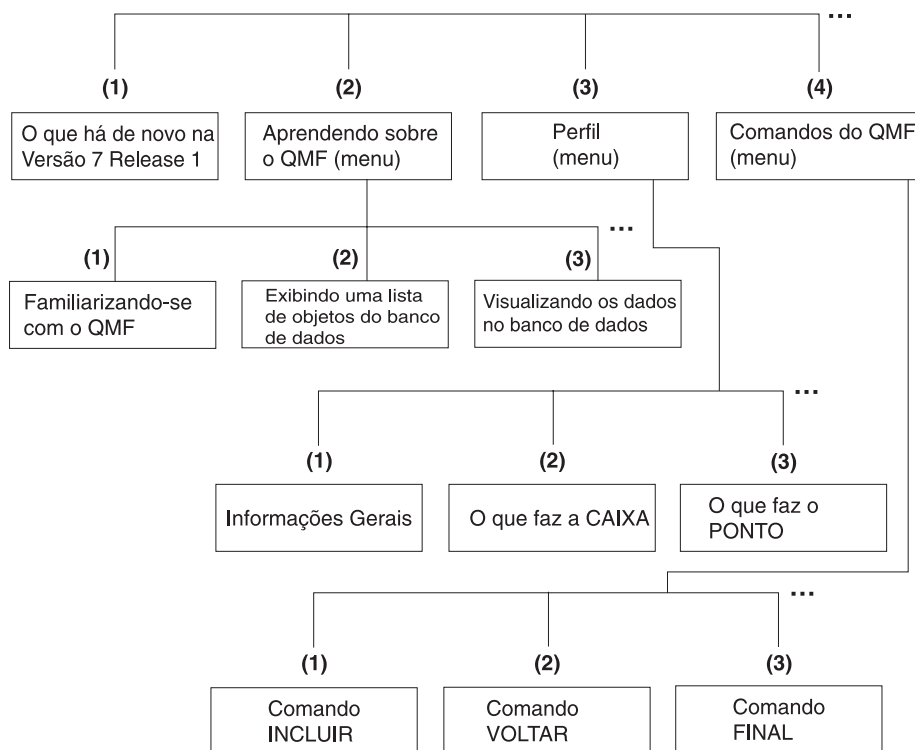 ...
(1)
(2)
(3)
(4)
O que há de novo na
Versão 7 Release 1
Aprendendo sobre
o QMF (menu)
Perfil
(menu)
Comandos do QMF
(menu)
...
(1)
(2)
(3)
Familiarizando-se
com o QMF
Exibindo uma lista
de objetos do banco
de dados
Visualizando os dados
no banco de dados
...
(1)
(2)
(3)
Informações Gerais
O que faz a CAIXA
O que faz o
PONTO
...
(1)
(2)
(3)
Comando
INCLUIR
Comando
VOLTAR
Comando
FINAL